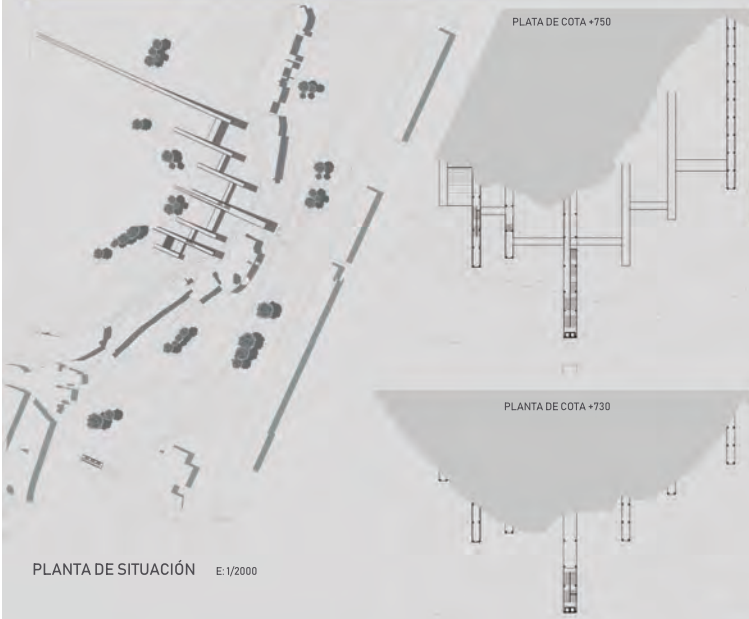 PLATA DE COTA +750
PLANTA DE COTA +730
PLANTA DE SITUACIÓN E: 1/2000